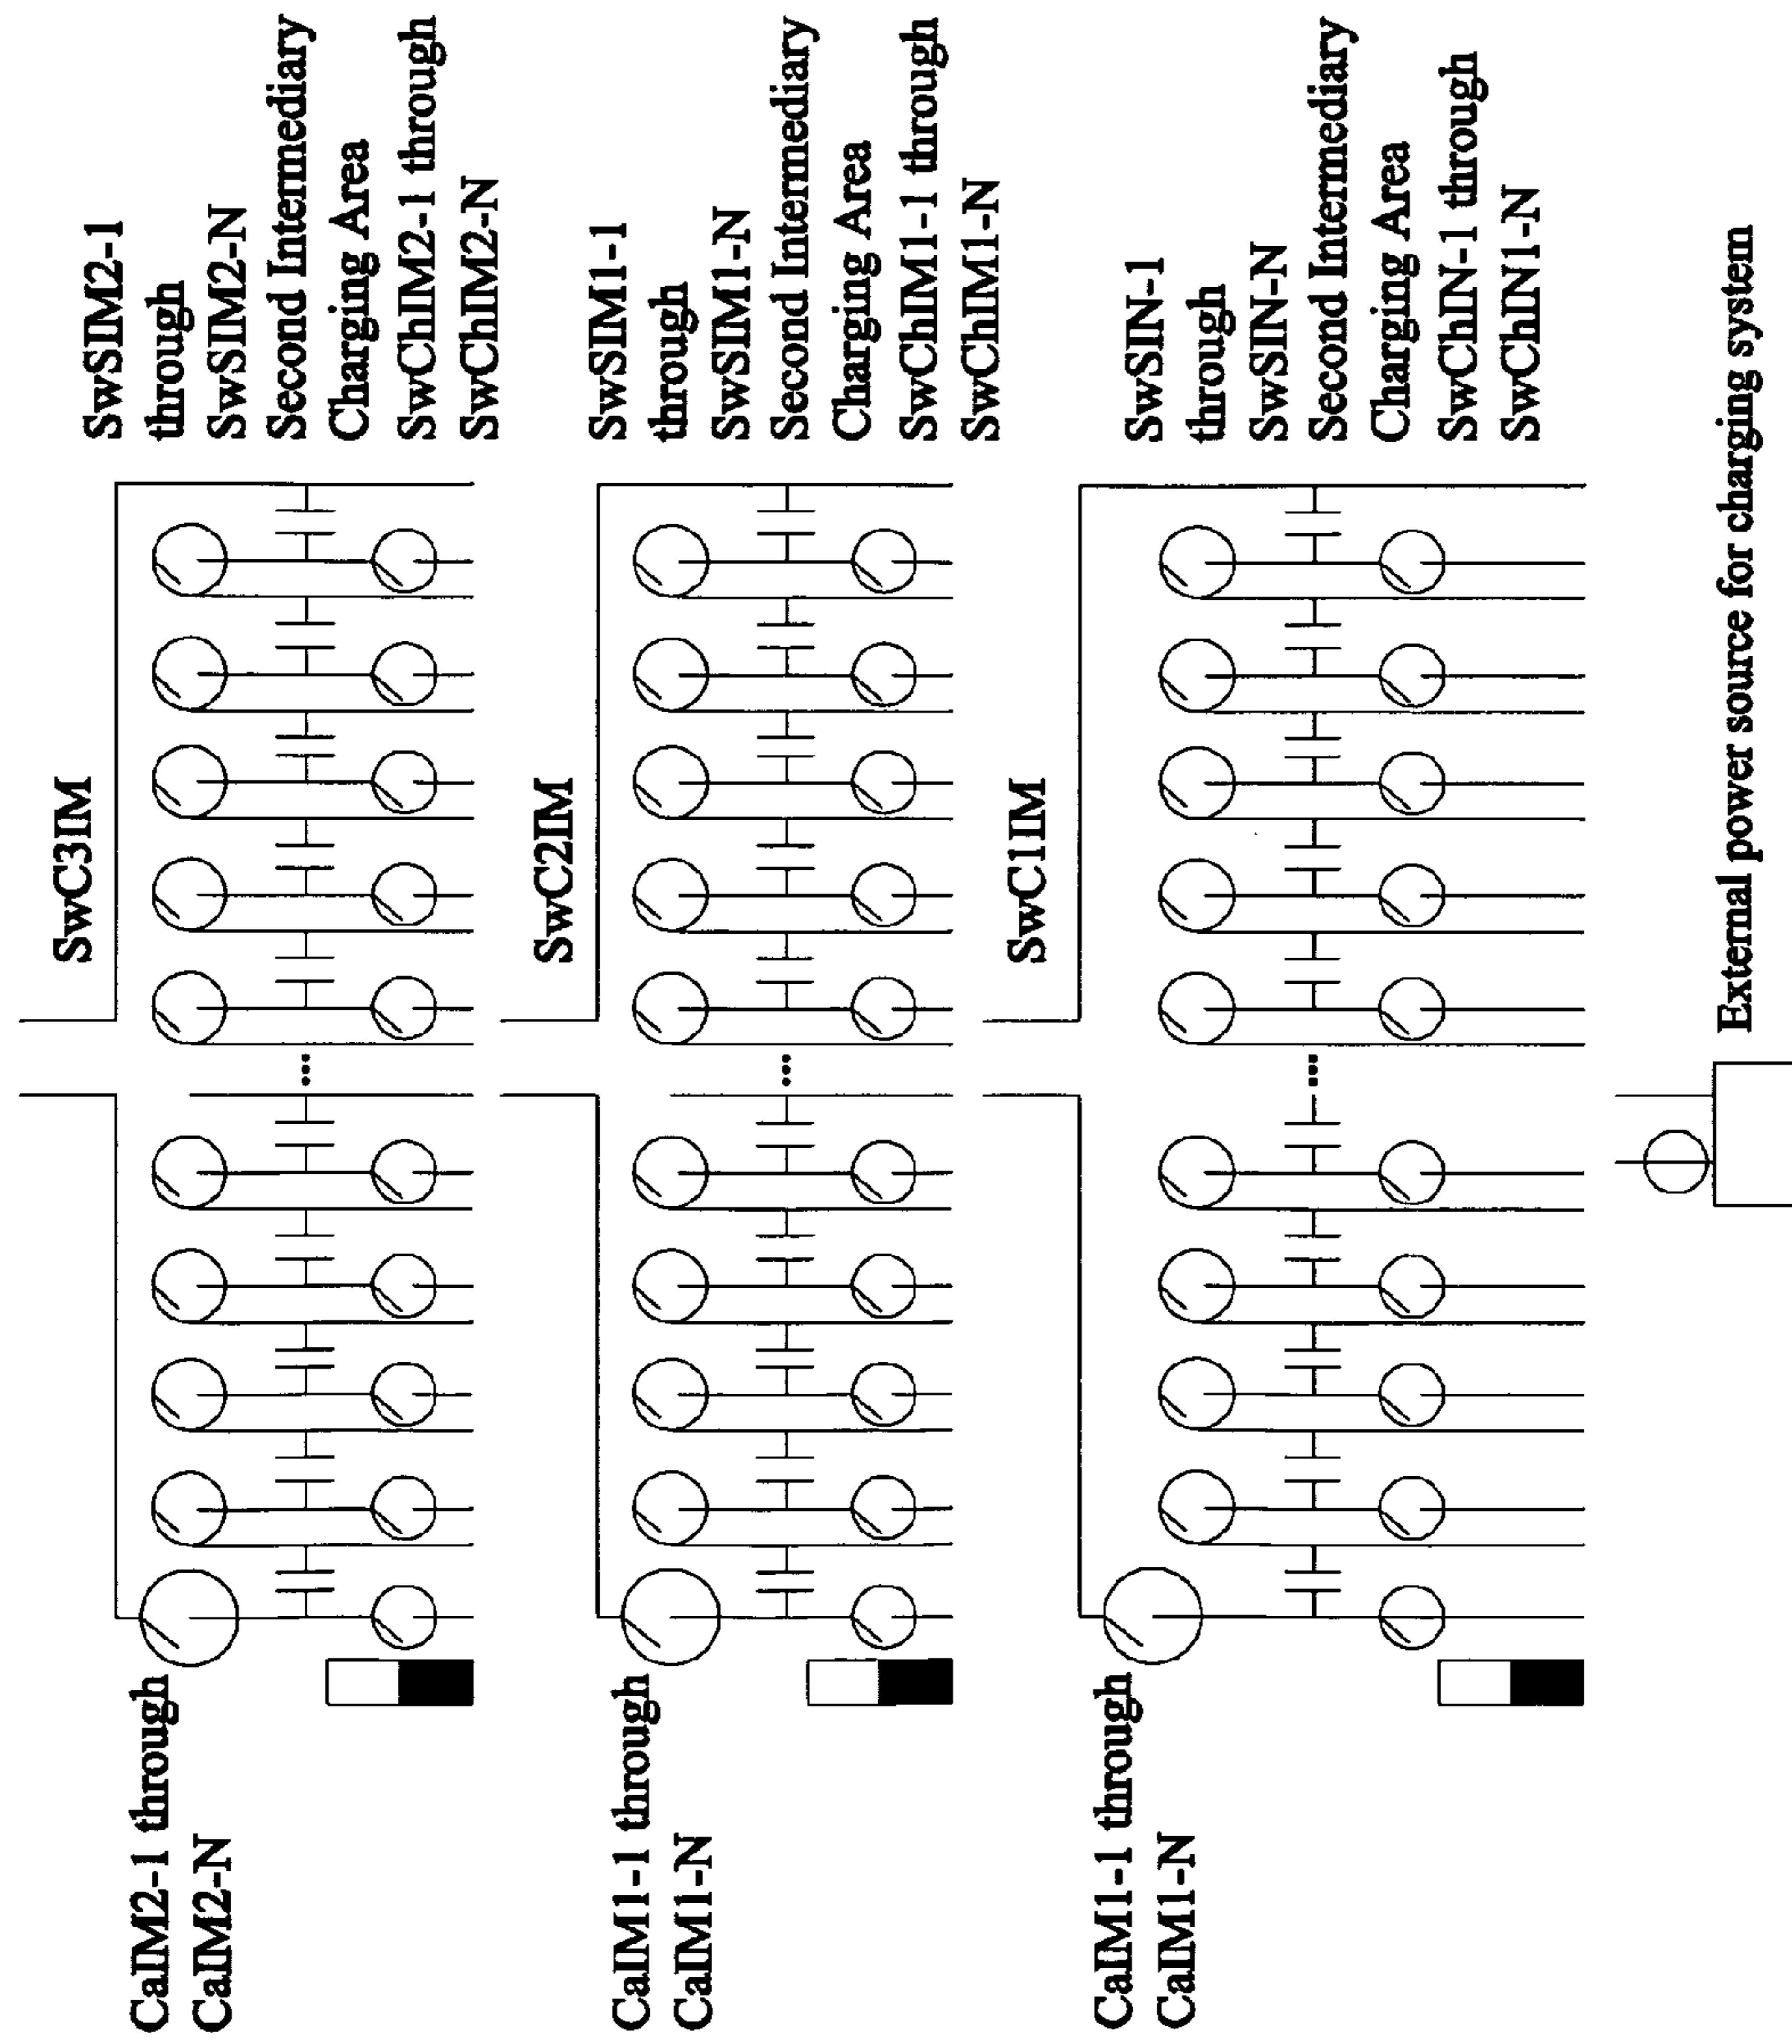 SwC3IM
CaIM2-1 through
CaIM2-N
SwSIM2-1
through
SwSIM2-N
Second Intermediary
Charging Area
SwChIM2-1 through
SwChIM2-N
SwC2IM
CaIM1-1 through
CaIM1-N
SwSIM1-1
through
SwSIM1-N
Second Intermediary
Charging Area
SwChIM1-1 through
SwChIM1-N
SwC1IM
CaIM1-1 through
CaIM1-N
SwSIN-1
through
SwSIN-N
Second Intermediary
Charging Area
SwChIN-1 through
SwChIN1-N
External power source for charging system